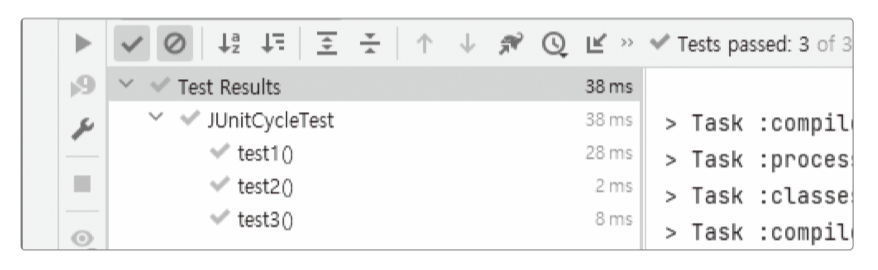 Tests passed: 3 of 3
Test Results 38 ms
JUnitCycleTest 38 ms
test1() 28 ms
test2() 2 ms
test3() 8 ms
> Task :compil
> Task :proces
> Task :classe
> Task :compil